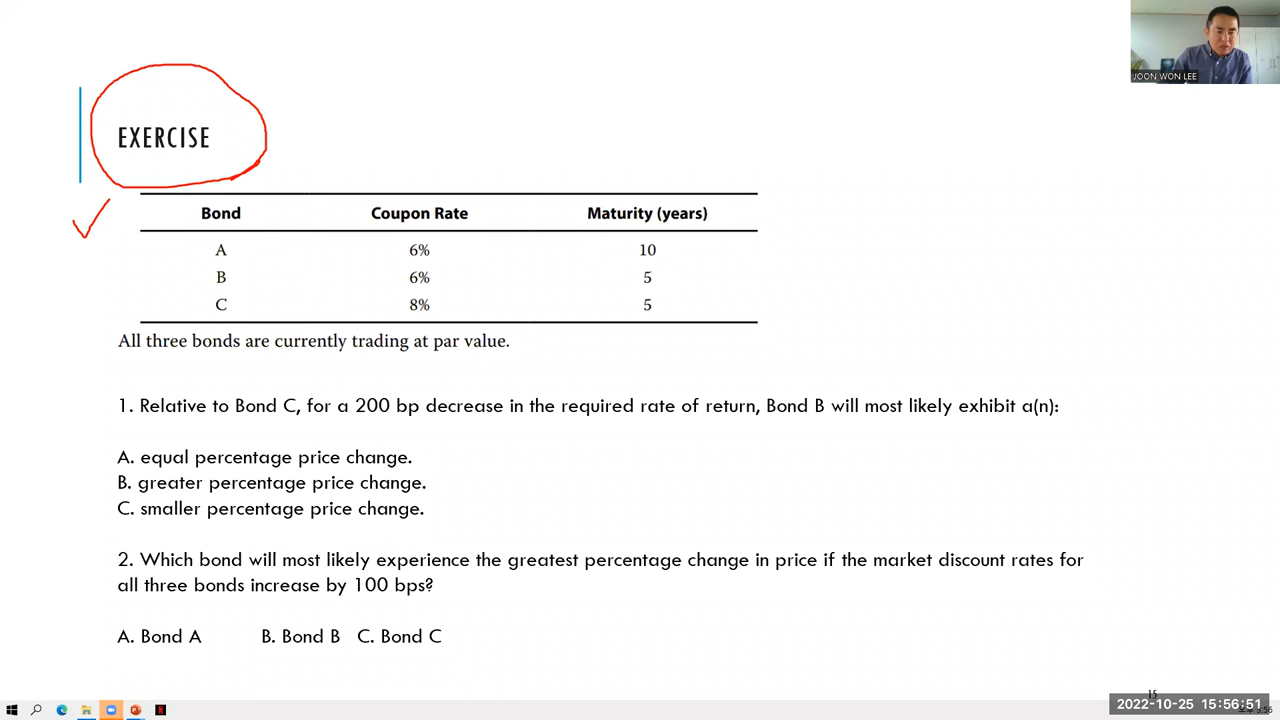 JOON WON LEE
EXERCISE
Bond Coupon Rate Maturity (years)
A 6% 10
B 6% 5
C 8% 5
All three bonds are currently trading at par value.
1. Relative to Bond C, for a 200 bp decrease in the required rate of return, Bond B will most likely exhibit a(n):
A. equal percentage price change.
B. greater percentage price change.
C. smaller percentage price change.
2. Which bond will most likely experience the greatest percentage change in price if the market discount rates for
all three bonds increase by 100 bps?
A. Bond A B. Bond B C. Bond C
2022-10-25 15:56:51